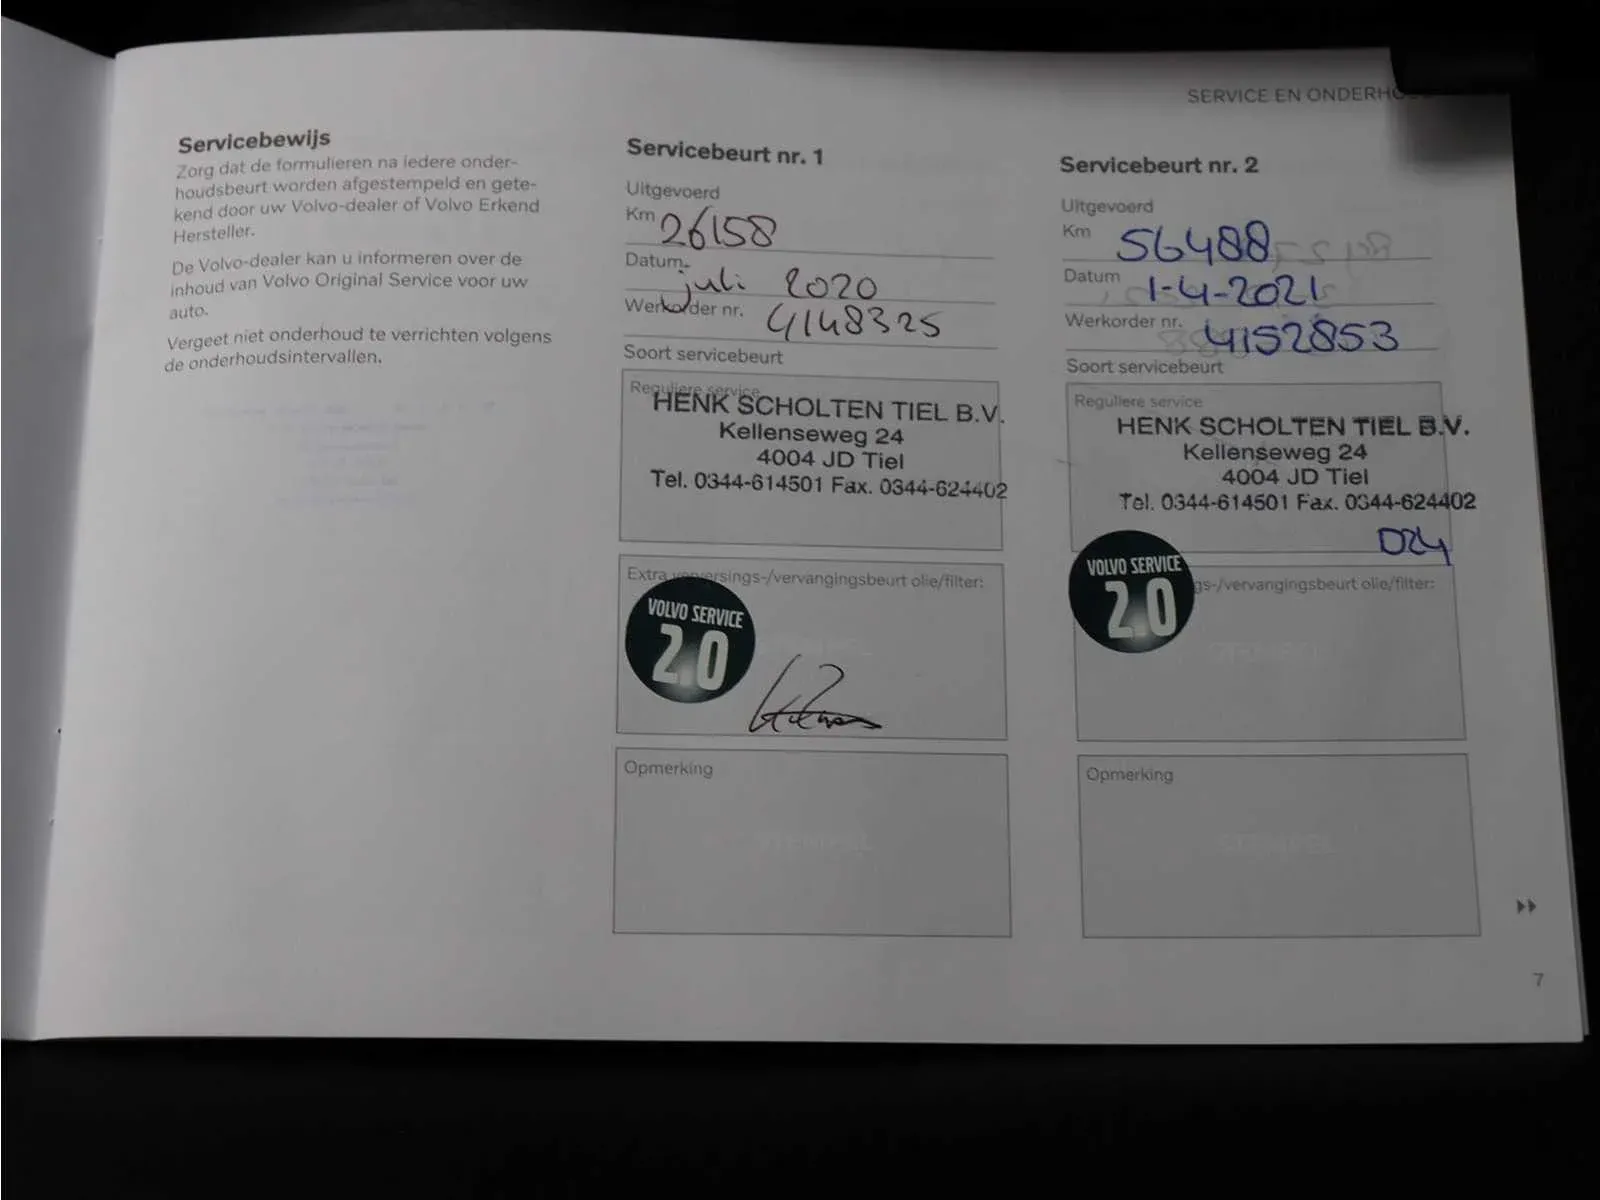 SERVICE EN ONDERHO
Servicebewijs
Zorg dat de formulieren na iedere onder-
houdsbeurt worden afgestempeld en gete-
kend door uw Volvo-dealer of Volvo Erkend
Hersteller.
De Volvo-dealer kan u informeren over de
inhoud van Volvo Original Service voor uw
auto.
Vergeet niet onderhoud te verrichten volgens
de onderhoudsintervallen.
Servicebeurt nr. 1
Uitgevoerd
Km 26158
Datum juli 2020
Werkorder nr. 4148325
Soort servicebeurt
Reguliere service
HENK SCHOLTEN TIEL B.V.
Kellenseweg 24
4004 JD Tiel
Tel. 0344-614501 Fax. 0344-624402
Extra verversings-/vervangingsbeurt olie/filter:
VOLVO SERVICE
2.0
Opmerking
Servicebeurt nr. 2
Uitgevoerd
Km 56488
Datum 1-4-2021
Werkorder nr. 4152853
Soort servicebeurt
Reguliere service
HENK SCHOLTEN TIEL B.V.
Kellenseweg 24
4004 JD Tiel
Tel. 0344-614501 Fax. 0344-624402
D24
gs-/vervangingsbeurt olie/filter:
VOLVO SERVICE
2.0
Opmerking
7